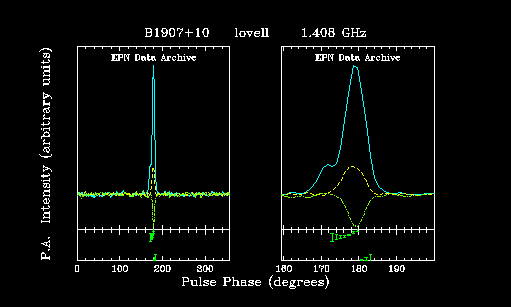 B1907+10 lovell 1.408 GHz
EPN Data Archive EPN Data Archive
P.A. Intensity (arbitrary units)
0 100 200 300 160 170 180 190
Pulse Phase (degrees)